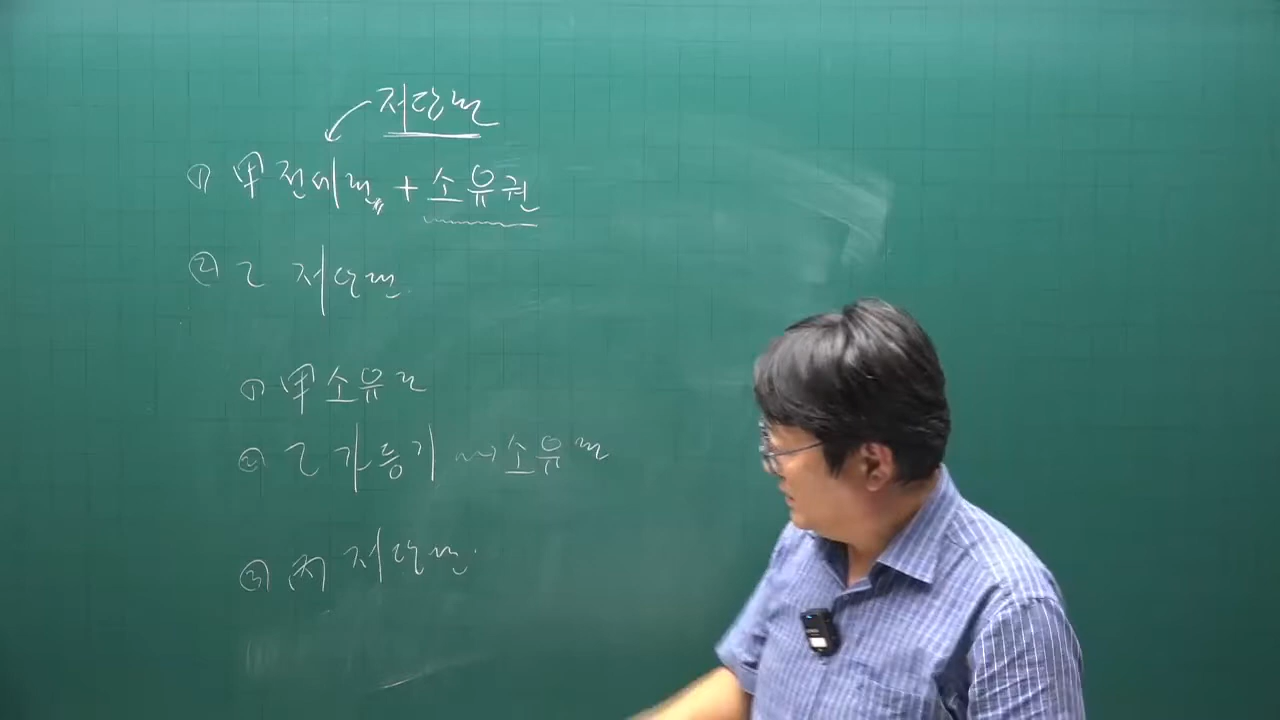 저당권
① 甲 전세권 + 소유권
② 乙 저당권
① 甲 소유권
② 乙 가등기 → 소유권
③ 丙 저당권